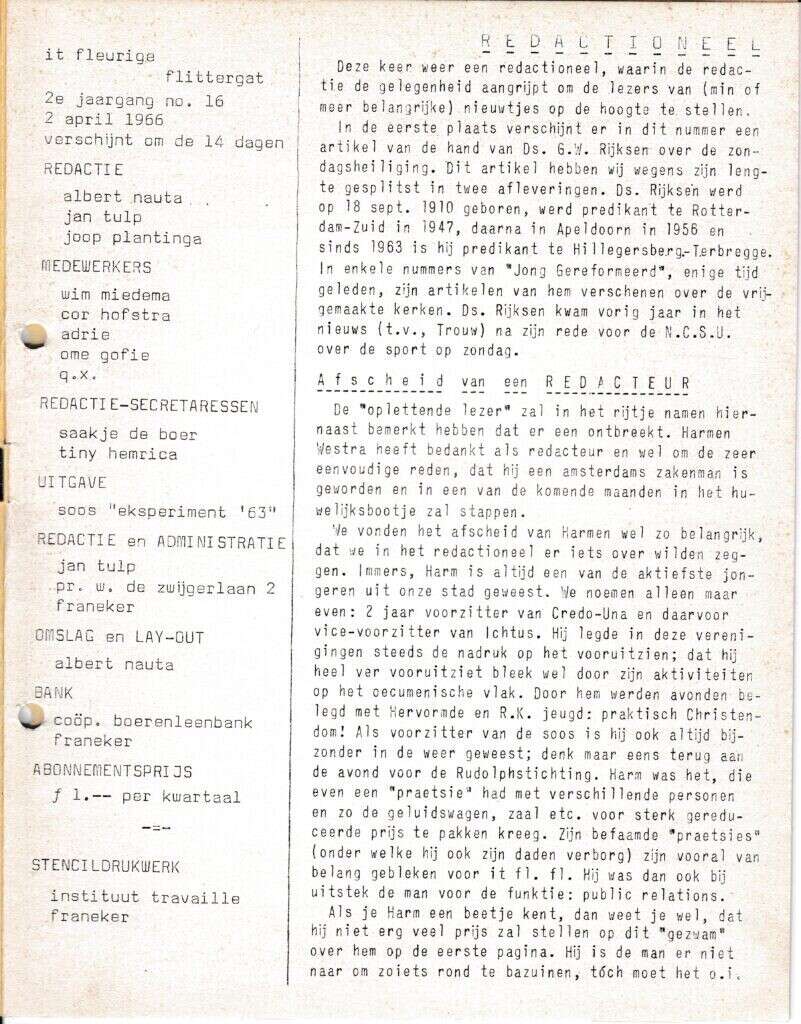 it fleurige
flittergat
2e jaargang no. 16
2 april 1966
verschijnt om de 14 dagen
REDACTIE
albert nauta
jan tulp
joop plantinga
MEDEWERKERS
wim miedema
cor hofstra
adrie
ome gofie
q.x.
REDACTIE-SECRETARESSEN
saakje de boer
tiny hemrica
UITGAVE
soos "eksperiment '63"
REDACTIE en ADMINISTRATIE
jan tulp
pr. w. de zwijgerlaan 2
franeker
OMSLAG en LAY-OUT
albert nauta
BANK
coöp. boerenleenbank
franeker
ABONNEMENTSPRIJS
ƒ 1.-- per kwartaal
-=-
STENCILDRUKWERK
instituut travaille
franeker
REDACTIONEEL
Deze keer weer een redactioneel, waarin de redac-
tie de gelegenheid aangrijpt om de lezers van (min of
meer belangrijke) nieuwtjes op de hoogte te stellen.
In de eerste plaats verschijnt er in dit nummer een
artikel van de hand van Ds. G.W. Rijksen over de zon-
dagsheiliging. Dit artikel hebben wij wegens zijn leng-
te gesplitst in twee afleveringen. Ds. Rijksen werd
op 18 sept. 1910 geboren, werd predikant te Rotter-
dam-Zuid in 1947, daarna in Apeldoorn in 1956 en
sinds 1963 is hij predikant te Hillegersberg-Terbregge.
In enkele nummers van "Jong Gereformeerd", enige tijd
geleden, zijn artikelen van hem verschenen over de vrij-
gemaakte kerken. Ds. Rijksen kwam vorig jaar in het
nieuws (t.v., Trouw) na zijn rede voor de N.C.S.U.
over de sport op zondag.
Afscheid van een REDACTEUR
De "oplettende lezer" zal in het rijtje namen hier-
naast bemerkt hebben dat er een ontbreekt. Harmen
Westra heeft bedankt als redacteur en wel om de zeer
eenvoudige reden, dat hij een amsterdams zakenman is
geworden en in een van de komende maanden in het hu-
welijksbootje zal stappen.
We vonden het afscheid van Harmen wel zo belangrijk,
dat we in het redactioneel er iets over wilden zeg-
gen. Immers, Harm is altijd een van de aktiefste jon-
geren uit onze stad geweest. We noemen alleen maar
even: 2 jaar voorzitter van Credo-Una en daarvoor
vice-voorzitter van Ichtus. Hij legde in deze vereni-
gingen steeds de nadruk op het vooruitzien; dat hij
heel ver vooruitziet bleek wel door zijn aktiviteiten
op het oecumenische vlak. Door hem werden avonden be-
legd met Hervormde en R.K. jeugd: praktisch Christen-
dom! Als voorzitter van de soos is hij ook altijd bij-
zonder in de weer geweest; denk maar eens terug aan
de avond voor de Rudolphstichting. Harm was het, die
even een "praetsie" had met verschillende personen
en zo de geluidswagen, zaal etc. voor sterk geredu-
ceerde prijs te pakken kreeg. Zijn befaamde "praetsies"
(onder welke hij ook zijn daden verborg) zijn vooral van
belang gebleken voor it fl. fl. Hij was dan ook bij
uitstek de man voor de funktie: public relations.
Als je Harm een beetje kent, dan weet je wel, dat
hij niet erg veel prijs zal stellen op dit "gezwam"
over hem op de eerste pagina. Hij is de man er niet
naar om zoiets rond te bazuinen, tóch moet het o.i.